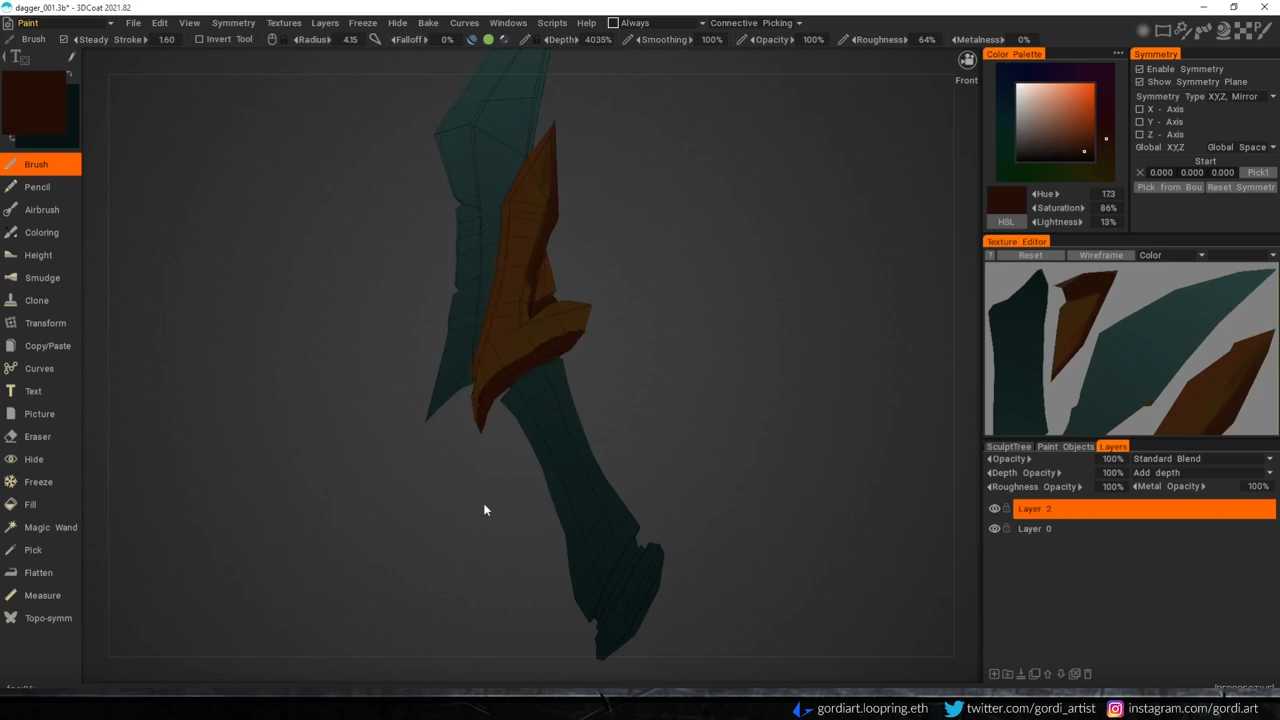 dagger_001.3b* - 3DCoat 2021.82
Paint File Edit View Symmetry Textures Layers Freeze Hide Bake Curves Windows Scripts Help Always Connective Picking
Brush Steady Stroke 1.60 Invert Tool Radius 4.15 Falloff 0% Depth 4035% Smoothing 100% Opacity 100% Roughness 64% Metalness 0%
Front
Brush
Pencil
Airbrush
Coloring
Height
Smudge
Clone
Transform
Copy/Paste
Curves
Text
Picture
Eraser
Hide
Freeze
Fill
Magic Wand
Pick
Flatten
Measure
Topo-symm
Color Palette
Hue 17.3
Saturation 86%
HSL Lightness 13%
Symmetry
Enable Symmetry
Show Symmetry Plane
Symmetry Type X,Y,Z, Mirror
X - Axis
Y - Axis
Z - Axis
Global X,Y,Z Global Space
Start
0.000 0.000 0.000 Pick1
Pick from Bou Reset Symmetr
Texture Editor
? Reset Wireframe Color
SculptTree Paint Objects Layers
Opacity 100% Standard Blend
Depth Opacity 100% Add depth
Roughness Opacity 100% Metal Opacity 100%
Layer 2
Layer 0
gordiart.loopring.eth twitter.com/gordi_artist instagram.com/gordi.art